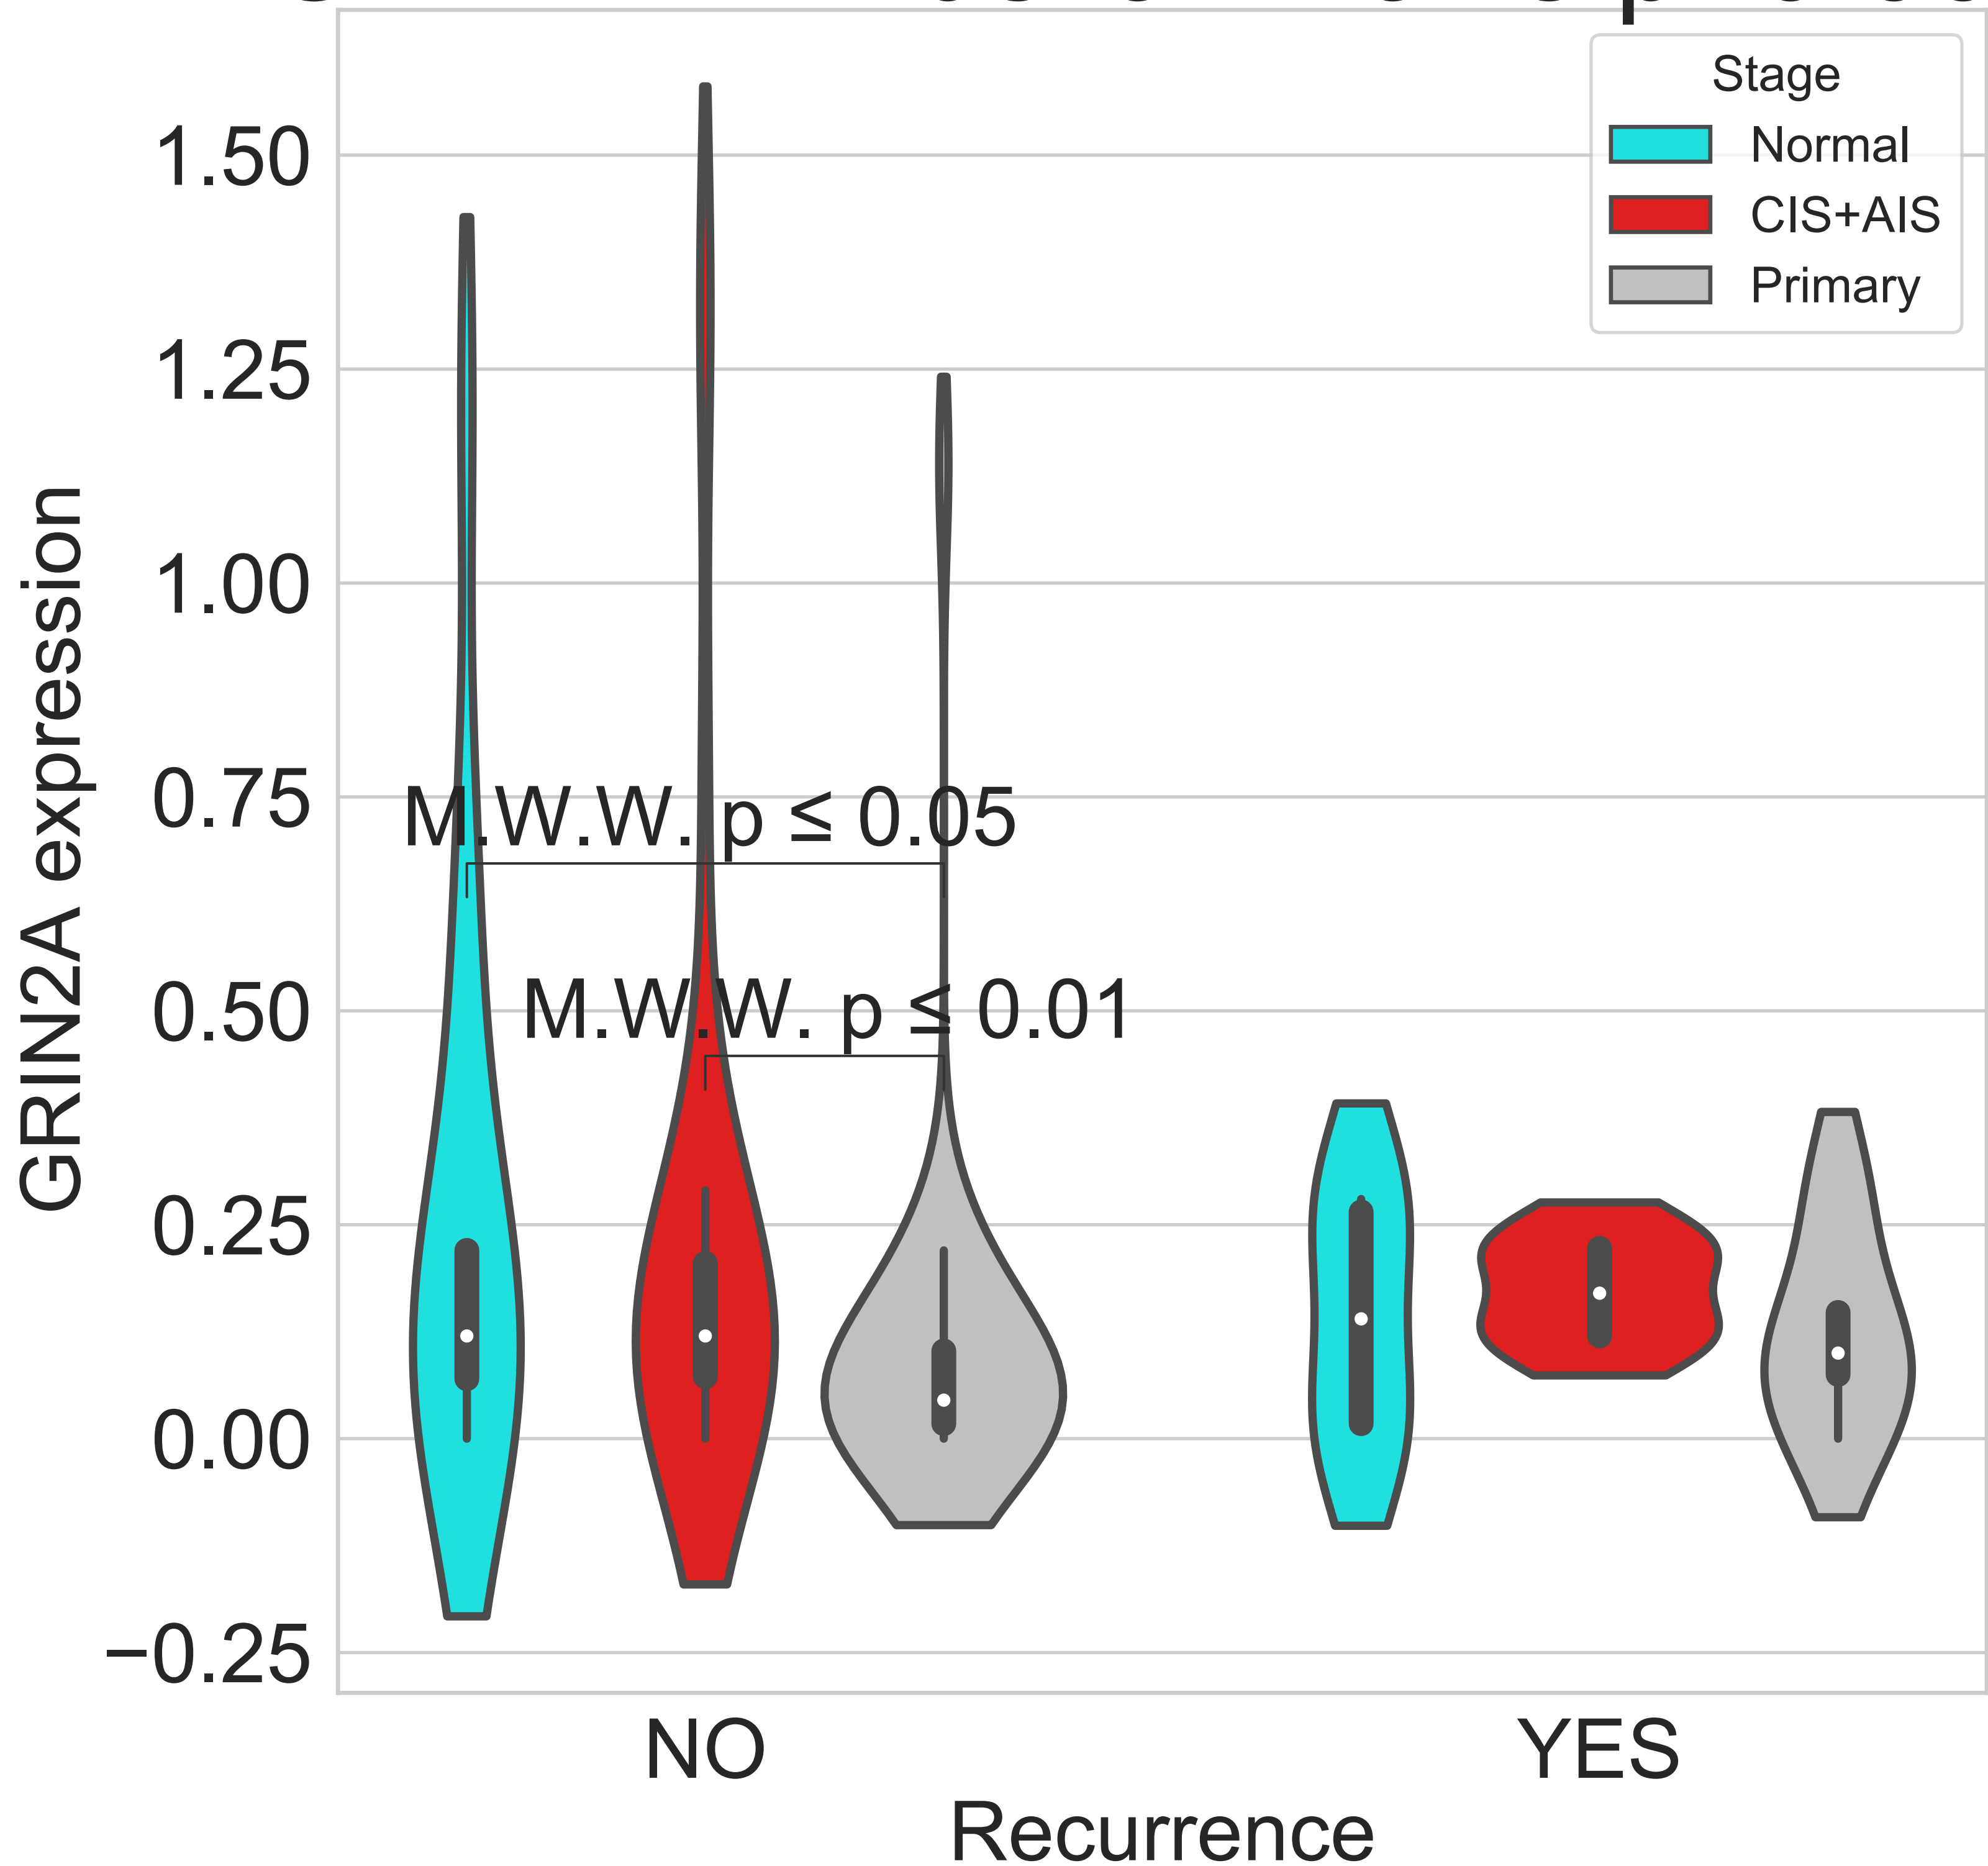 Stage
Normal
CIS+AIS
Primary
1.50
1.25
1.00
0.75
0.50
0.25
0.00
−0.25
GRIN2A expression
M.W.W. p ≤ 0.05
M.W.W. p ≤ 0.01
NO
YES
Recurrence